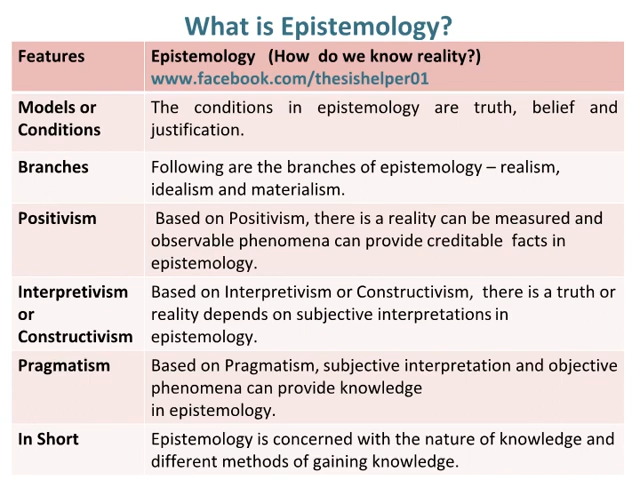 What is Epistemology?
Features
Epistemology (How do we know reality?)
www.facebook.com/thesishelper01
Models or
Conditions
The conditions in epistemology are truth, belief and
justification.
Branches
Following are the branches of epistemology – realism,
idealism and materialism.
Positivism
Based on Positivism, there is a reality can be measured and
observable phenomena can provide creditable facts in
epistemology.
Interpretivism
or
Constructivism
Based on Interpretivism or Constructivism, there is a truth or
reality depends on subjective interpretations in
epistemology.
Pragmatism
Based on Pragmatism, subjective interpretation and objective
phenomena can provide knowledge
in epistemology.
In Short
Epistemology is concerned with the nature of knowledge and
different methods of gaining knowledge.